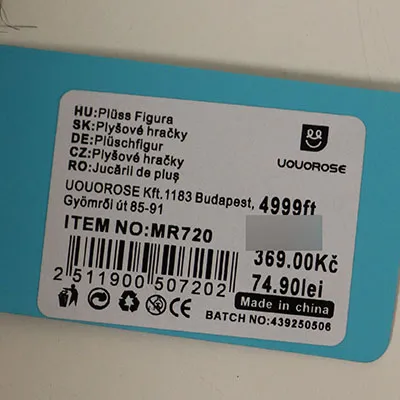 HU:Plüss Figura
SK:Plyšové hračky
DE:Plüschfigur
CZ:Plyšové hračky
RO:Jucării de pluș
UOUOROSE
UOUOROSE Kft.1183 Budapest,
Gyömrői út 85-91
4999ft
ITEM NO:MR720
369.00Kč
74.90lei
2 511900 507202
Made in china
BATCH NO:439250506